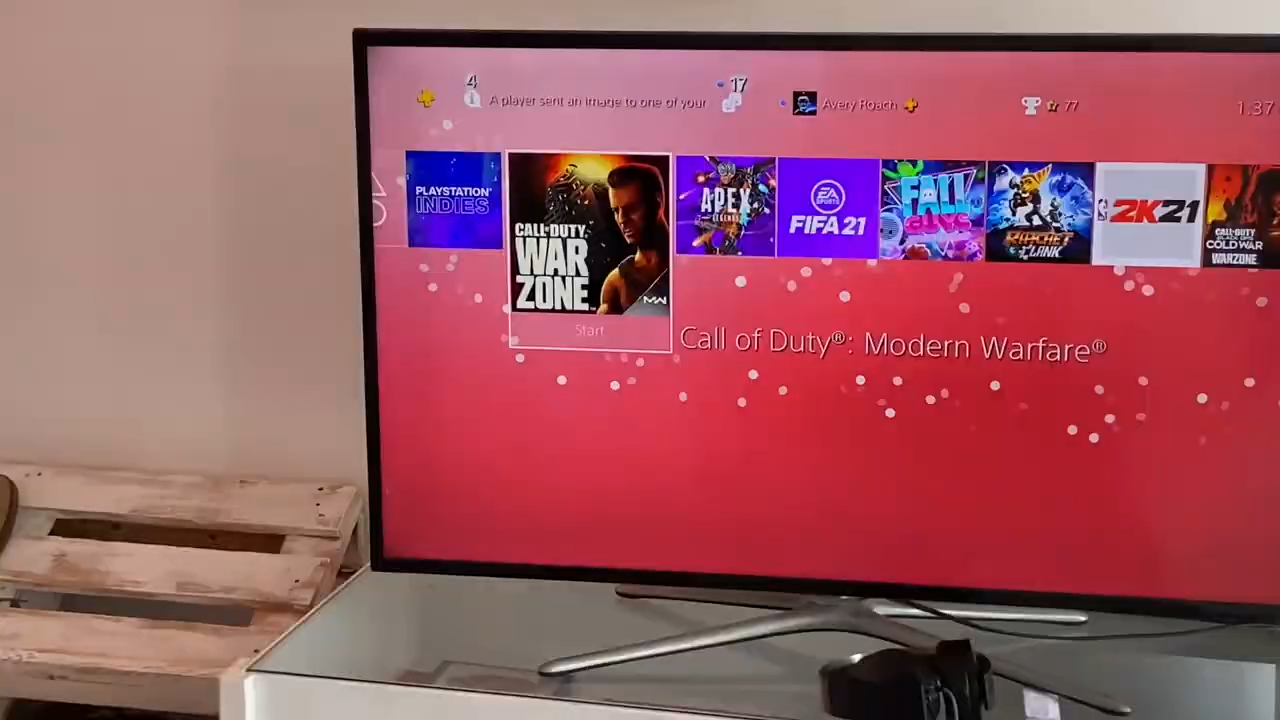 4
A player sent an image to one of your
17
Avery Roach
77
1.37
PLAYSTATION®
INDIES
CALL OF DUTY.
WAR
ZONE
MW
Start
APEX
LEGENDS
EA
SPORTS
FIFA 21
FALL
GUYS
RATCHET
CLANK
2K21
CALL OF DUTY
BLACK OPS
COLD WAR
WARZONE
Call of Duty®: Modern Warfare®